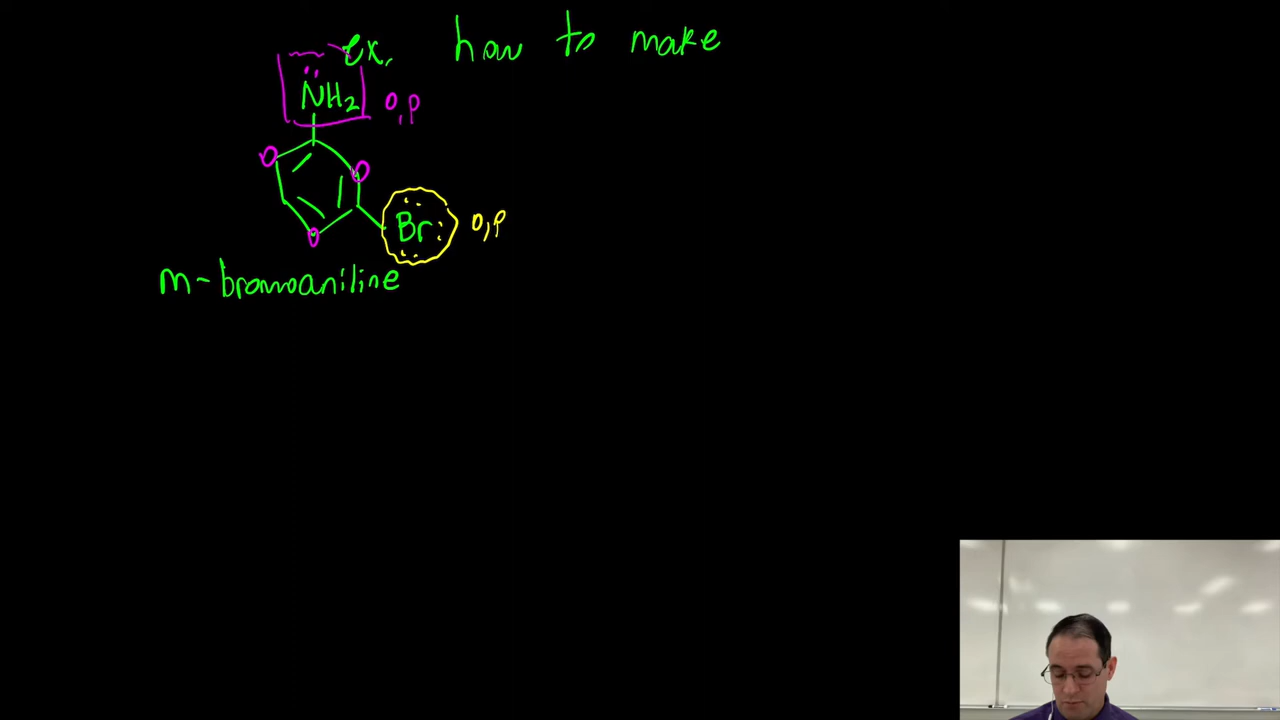 ex. how to make
NH2 o,p
Br o,p
m-bromoaniline